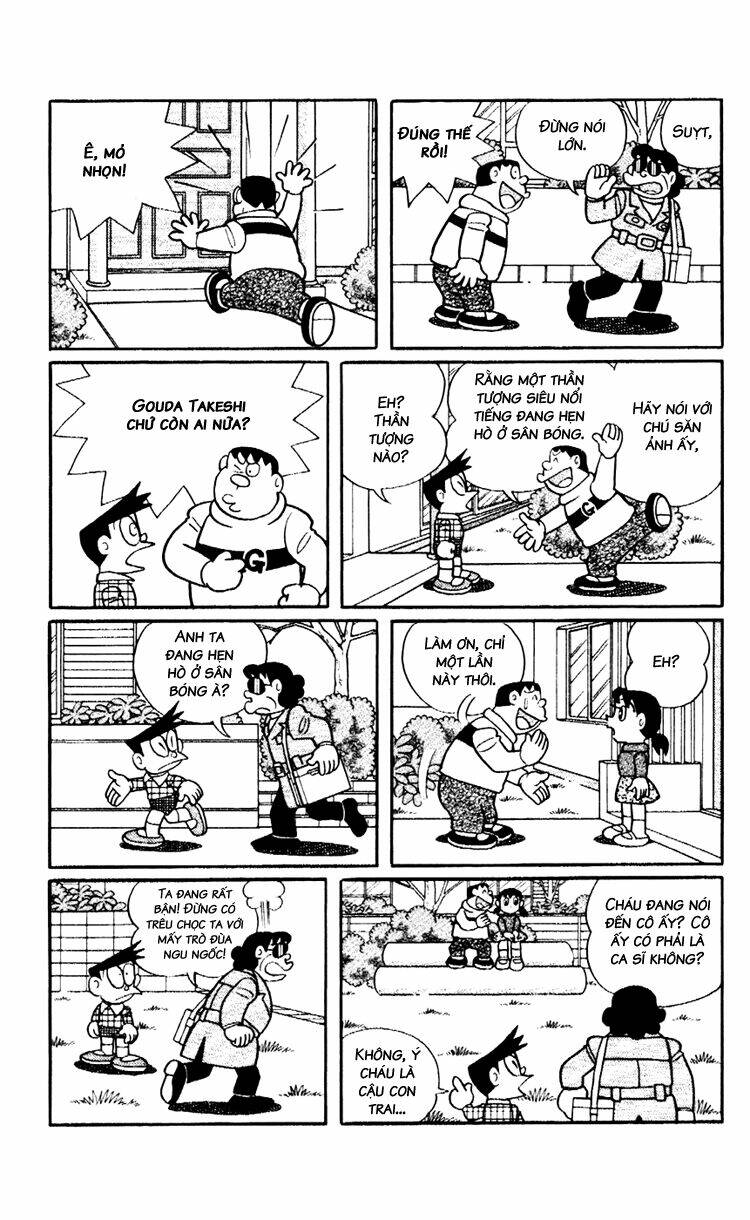 SUỴT,
ĐỪNG NÓI
LỚN.
ĐÚNG THẾ
RỒI!
Ê, MỎ
NHỌN!
HÃY NÓI VỚI
CHÚ SĂN
ẢNH ẤY,
RẰNG MỘT THẦN
TƯỢNG SIÊU NỔI
TIẾNG ĐANG HẸN
HÒ Ở SÂN BÓNG.
EH?
THẦN
TƯỢNG
NÀO?
GOUDA TAKESHI
CHỨ CÒN AI NỮA?
G
EH?
LÀM ƠN, CHỈ
MỘT LẦN
NÀY THÔI.
ANH TA
ĐANG HẸN
HÒ Ở SÂN
BÓNG À?
CHÁU ĐANG NÓI
ĐẾN CÔ ẤY? CÔ
ẤY CÓ PHẢI LÀ
CA SĨ KHÔNG?
KHÔNG, Ý
CHÁU LÀ
CẬU CON
TRAI...
TA ĐANG RẤT
BẬN! ĐỪNG CÓ
TRÊU CHỌC TA VỚI
MẤY TRÒ ĐÙA
NGU NGỐC!